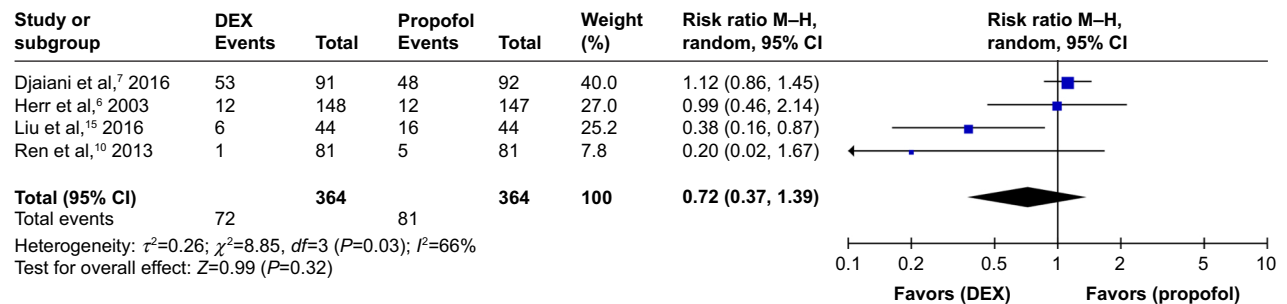 Study or subgroup DEX Events Total Propofol Events Total Weight (%) Risk ratio M–H, random, 95% CI Risk ratio M–H, random, 95% CI
Djaiani et al,⁷ 2016 53 91 48 92 40.0 1.12 (0.86, 1.45)
Herr et al,⁶ 2003 12 148 12 147 27.0 0.99 (0.46, 2.14)
Liu et al,¹⁵ 2016 6 44 16 44 25.2 0.38 (0.16, 0.87)
Ren et al,¹⁰ 2013 1 81 5 81 7.8 0.20 (0.02, 1.67)
Total (95% CI) 364 364 100 0.72 (0.37, 1.39)
Total events 72 81
Heterogeneity: τ²=0.26; χ²=8.85, df=3 (P=0.03); I²=66%
Test for overall effect: Z=0.99 (P=0.32)
0.1 0.2 0.5 1 2 5 10
Favors (DEX) Favors (propofol)